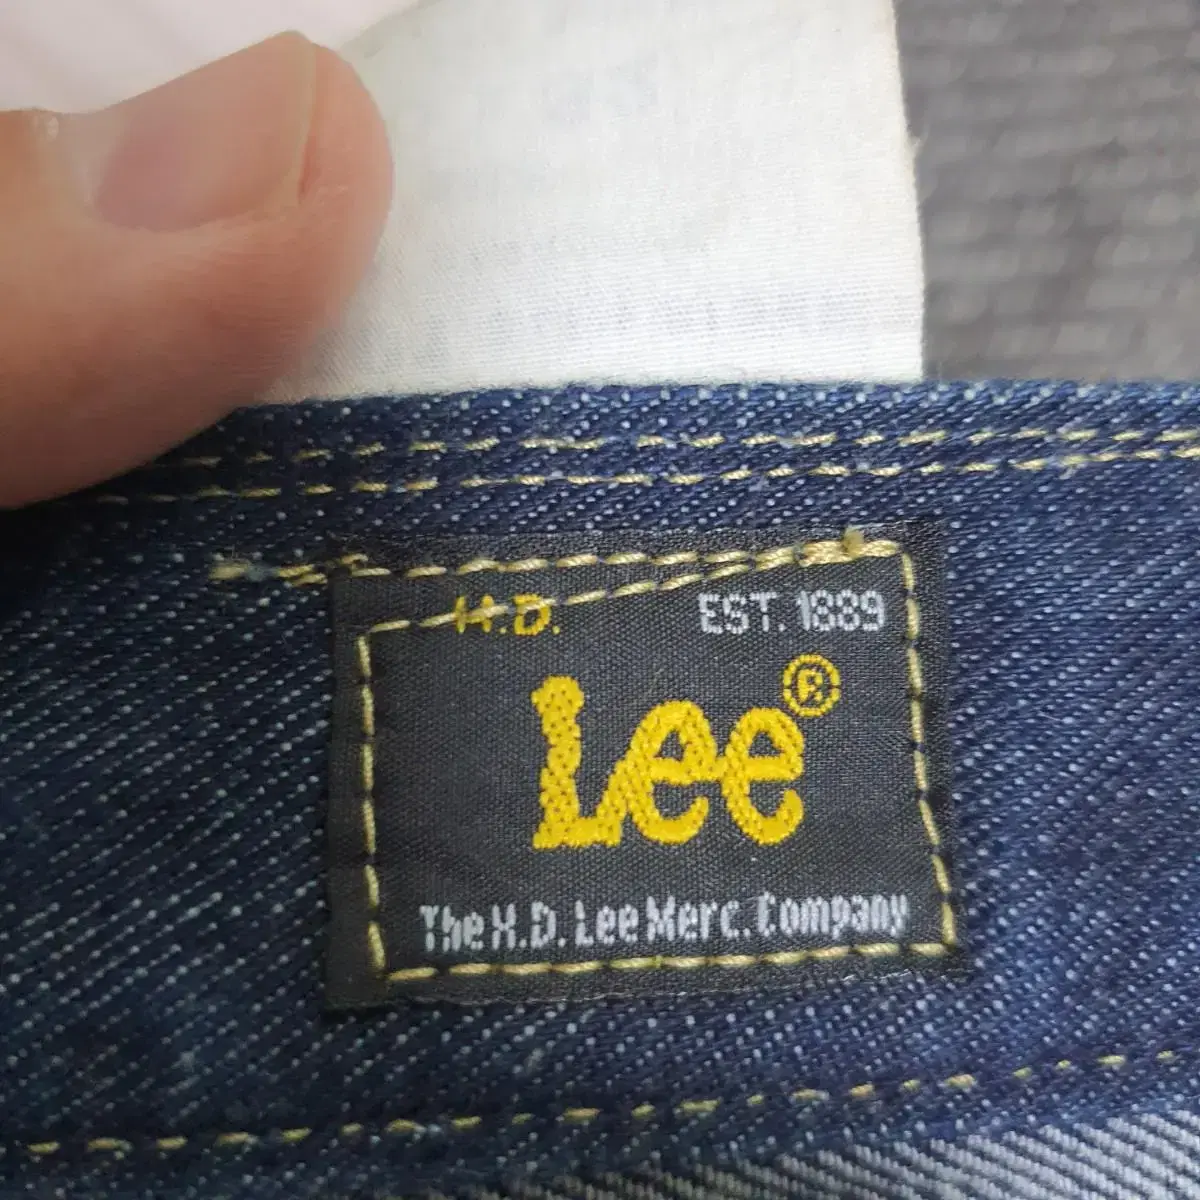 H.D. EST. 1889
Lee®
The H.D. Lee Merc. Company